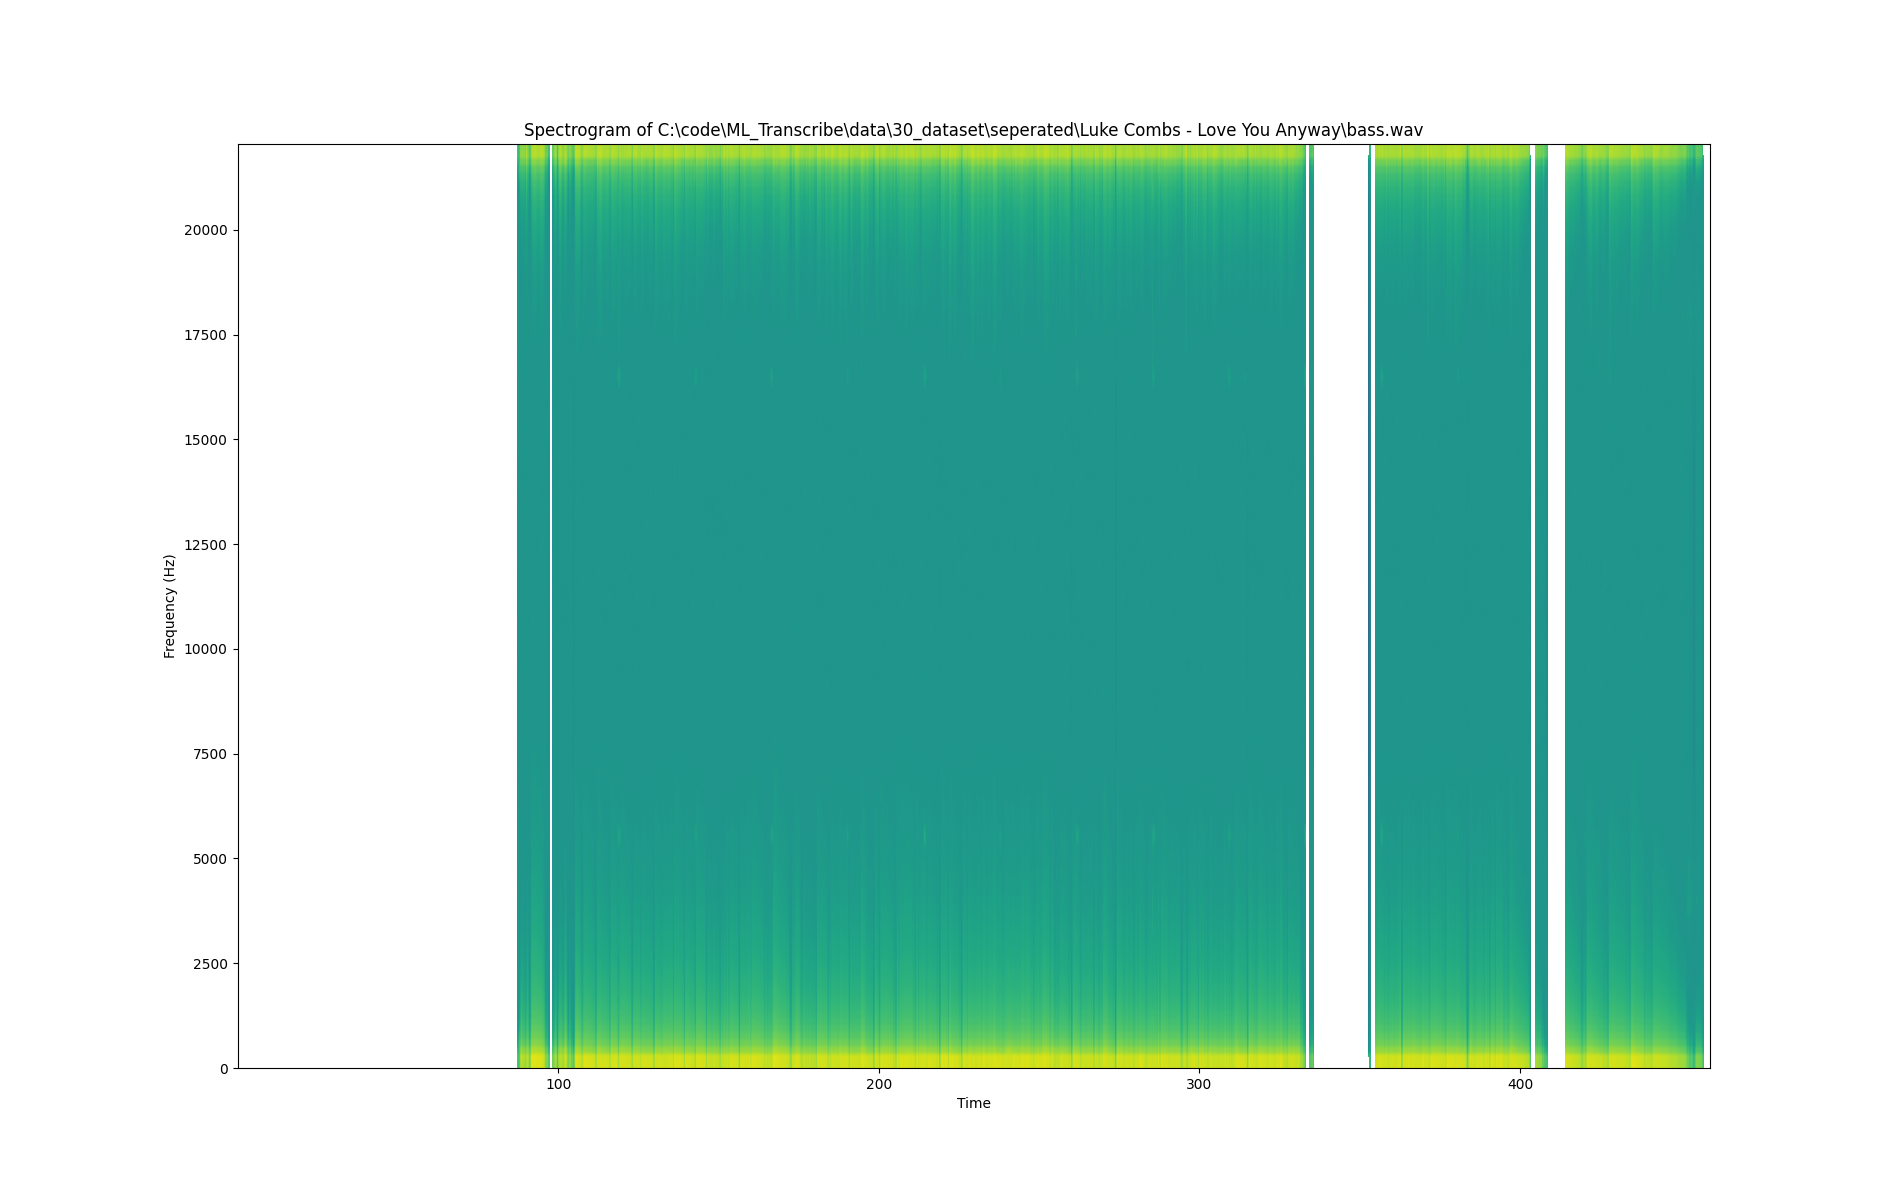 Spectrogram of C:\code\ML_Transcribe\data\30_dataset\seperated\Luke Combs - Love You Anyway\bass.wav
Frequency (Hz)
20000
17500
15000
12500
10000
7500
5000
2500
0
100 200 300 400
Time